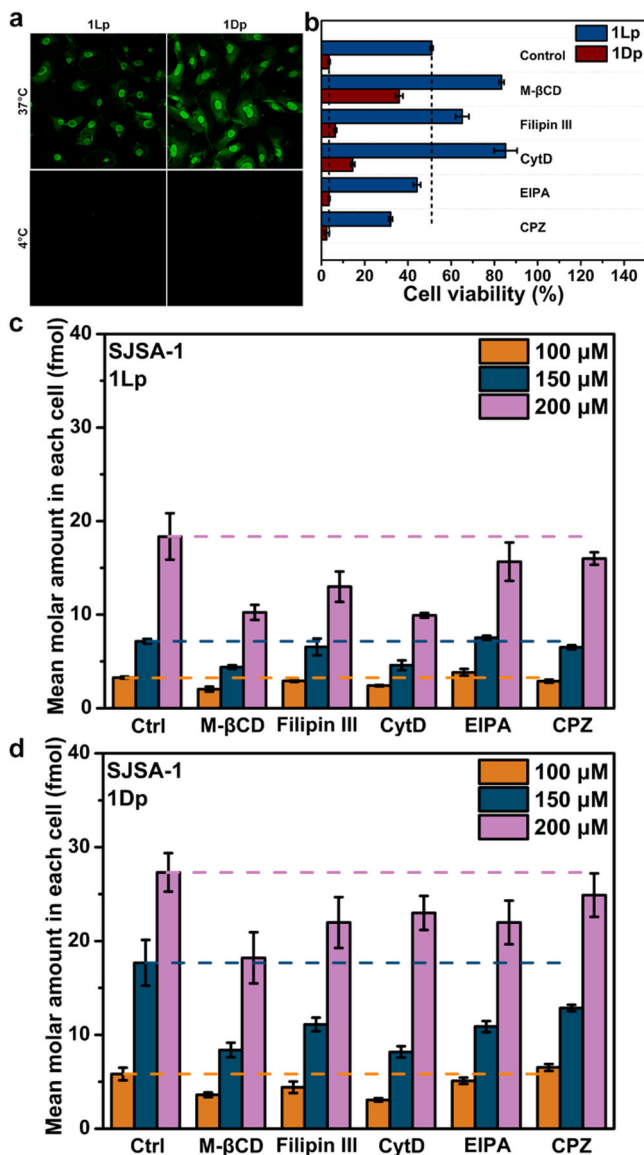 a
1Lp 1Dp
37°C
4°C
b
1Lp
1Dp
Control
M-βCD
Filipin III
CytD
EIPA
CPZ
0 20 40 60 80 100 120 140
Cell viability (%)
c
SJSA-1
1Lp
100 μM
150 μM
200 μM
Mean molar amount in each cell (fmol)
40
30
20
10
0
Ctrl M-βCD Filipin III CytD EIPA CPZ
d
SJSA-1
1Dp
100 μM
150 μM
200 μM
Mean molar amount in each cell (fmol)
40
30
20
10
0
Ctrl M-βCD Filipin III CytD EIPA CPZ